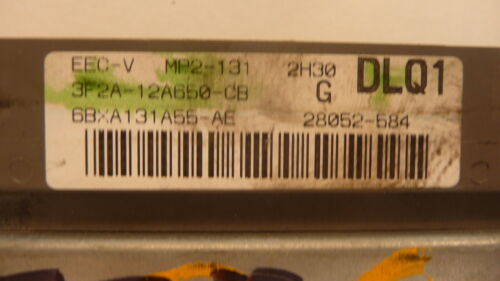 EEC-V MP2-131 2H30 DLQ1
3F2A-12A650-CB G
6BXA131A55-AE 28052-584